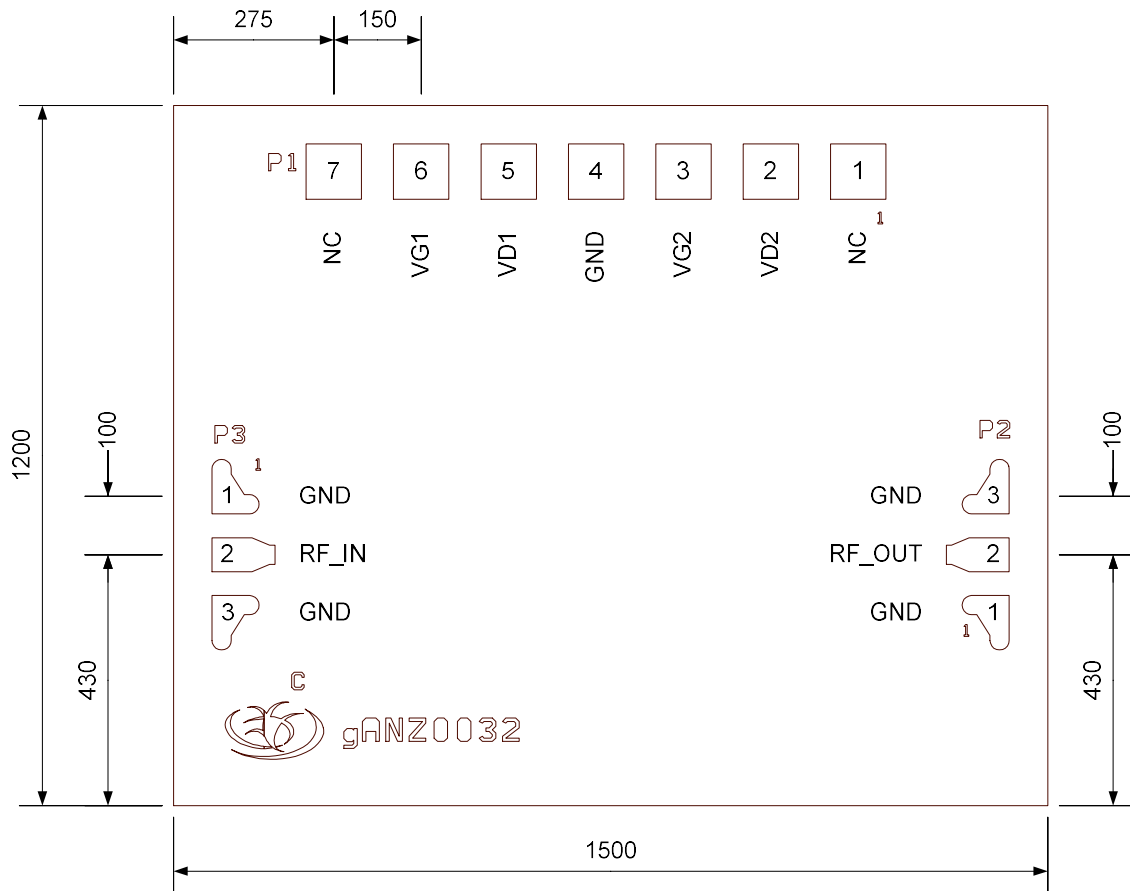 275 150
P1 7 6 5 4 3 2 1
1
NC VG1 VD1 GND VG2 VD2 NC
1200
100 100
P3 P2
1
1 GND GND 3
2 RF_IN RF_OUT 2
3 GND GND 1
1
430 430
C
gANZ0032
1500